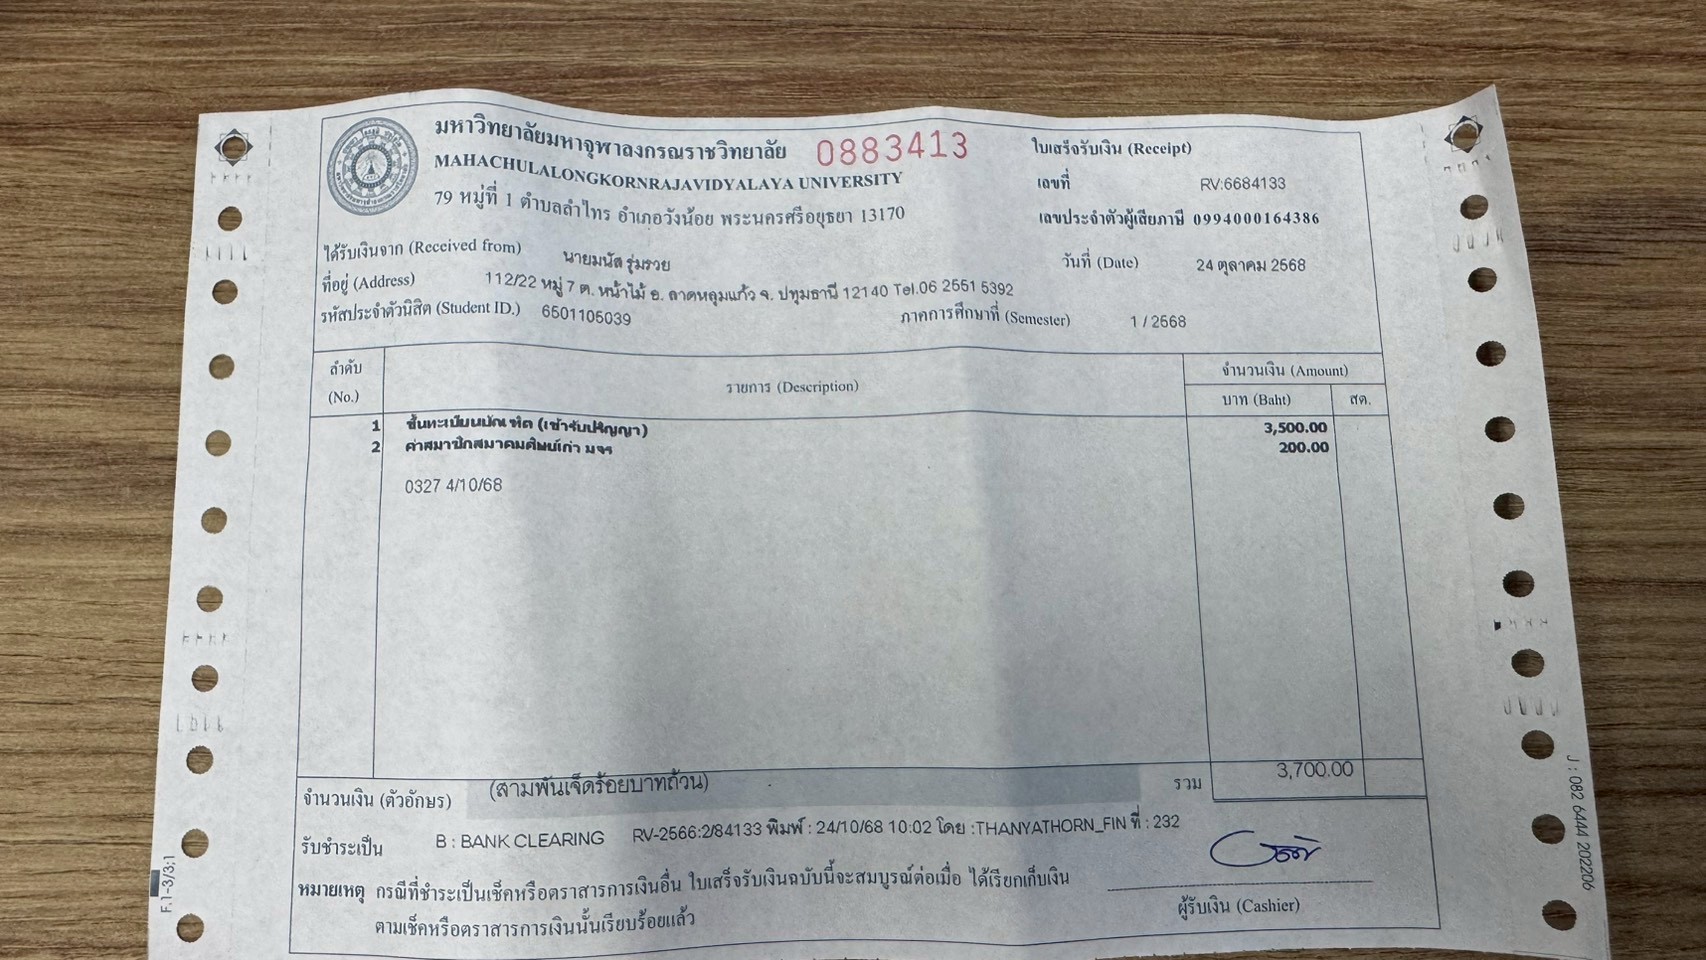 มหาวิทยาลัยมหาจุฬาลงกรณราชวิทยาลัย 0883413
MAHACHULALONGKORNRAJAVIDYALAYA UNIVERSITY
79 หมู่ที่ 1 ตำบลลำไทร อำเภอวังน้อย พระนครศรีอยุธยา 13170
ใบเสร็จรับเงิน (Receipt)
เลขที่ RV:6684133
เลขประจำตัวผู้เสียภาษี 0994000164386
ได้รับเงินจาก (Received from) นายมนัส รุ่มรวย
วันที่ (Date) 24 ตุลาคม 2568
ที่อยู่ (Address) 112/22 หมู่ 7 ต. หน้าไม้ อ. ลาดหลุมแก้ว จ. ปทุมธานี 12140 Tel.06 2551 5392
รหัสประจำตัวนิสิต (Student ID.) 6501105039 ภาคการศึกษาที่ (Semester) 1 / 2568
ลำดับ (No.) รายการ (Description) จำนวนเงิน (Amount)
บาท (Baht) สต.
1 ขึ้นทะเบียนบัณฑิต (เข้ารับปริญญา) 3,500.00
2 ค่าสมาชิกสมาคมศิษย์เก่า มจร 200.00
0327 4/10/68
จำนวนเงิน (ตัวอักษร) (สามพันเจ็ดร้อยบาทถ้วน) รวม 3,700.00
รับชำระเป็น B : BANK CLEARING RV-2566:2/84133 พิมพ์ : 24/10/68 10:02 โดย :THANYATHORN_FIN ที่ : 232
หมายเหตุ กรณีที่ชำระเป็นเช็คหรือตราสารการเงินอื่น ใบเสร็จรับเงินฉบับนี้จะสมบูรณ์ต่อเมื่อ ได้เรียกเก็บเงิน
ตามเช็คหรือตราสารการเงินนั้นเรียบร้อยแล้ว
ผู้รับเงิน (Cashier)
F.1-3/3:1
J : 082 6444 202206